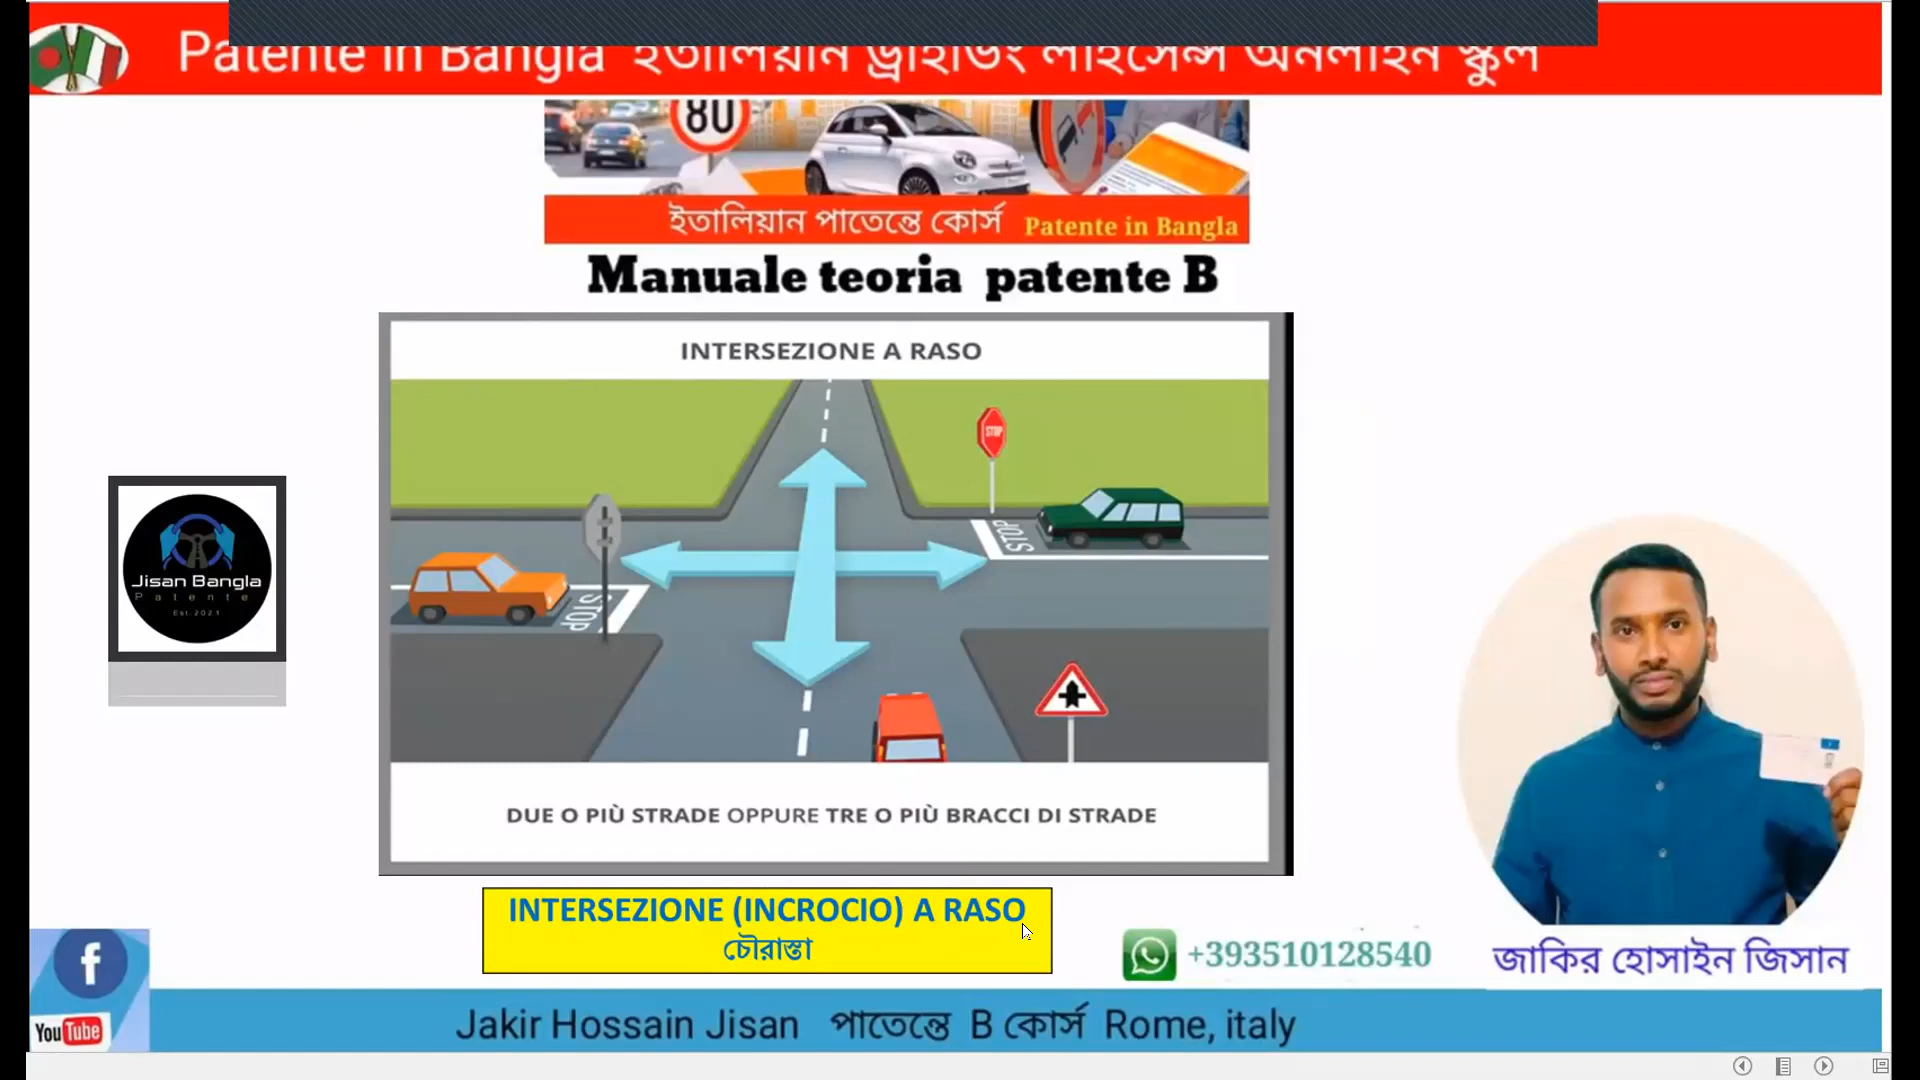 Patente in Bangla ইতালিয়ান ড্রাইভিং লাইসেন্স অনলাইন স্কুল
80
ইতালিয়ান পাতেন্তে কোর্স Patente in Bangla
Manuale teoria patente B
INTERSEZIONE A RASO
STOP
STOP
STOP
Jisan Bangla
Patente
Est.2021
DUE O PIÙ STRADE OPPURE TRE O PIÙ BRACCI DI STRADE
INTERSEZIONE (INCROCIO) A RASO
চৌরাস্তা
+393510128540
জাকির হোসাইন জিসান
f
YouTube
Jakir Hossain Jisan পাতেন্তে B কোর্স Rome, italy